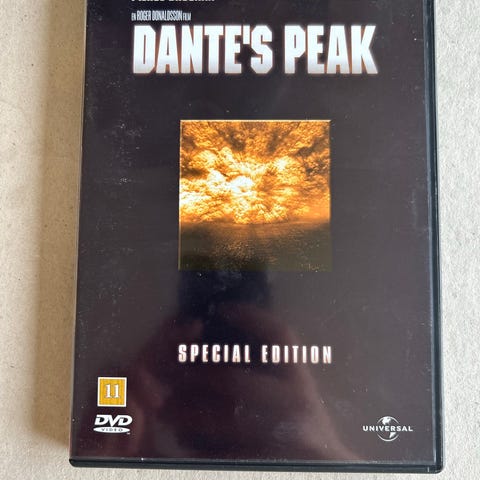 EN ROGER DONALDSSON FILM
DANTE'S PEAK
SPECIAL EDITION
11
DVD
VIDEO
UNIVERSAL